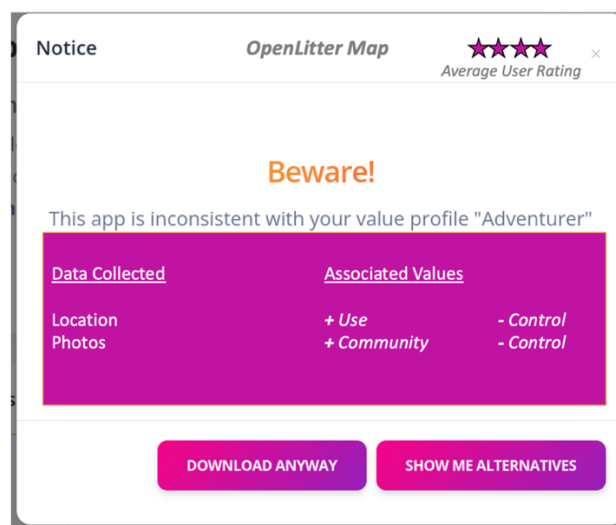 Notice OpenLitter Map ★★★★ ×
Average User Rating
Beware!
This app is inconsistent with your value profile "Adventurer"
Data Collected Associated Values
Location + Use - Control
Photos + Community - Control
DOWNLOAD ANYWAY SHOW ME ALTERNATIVES